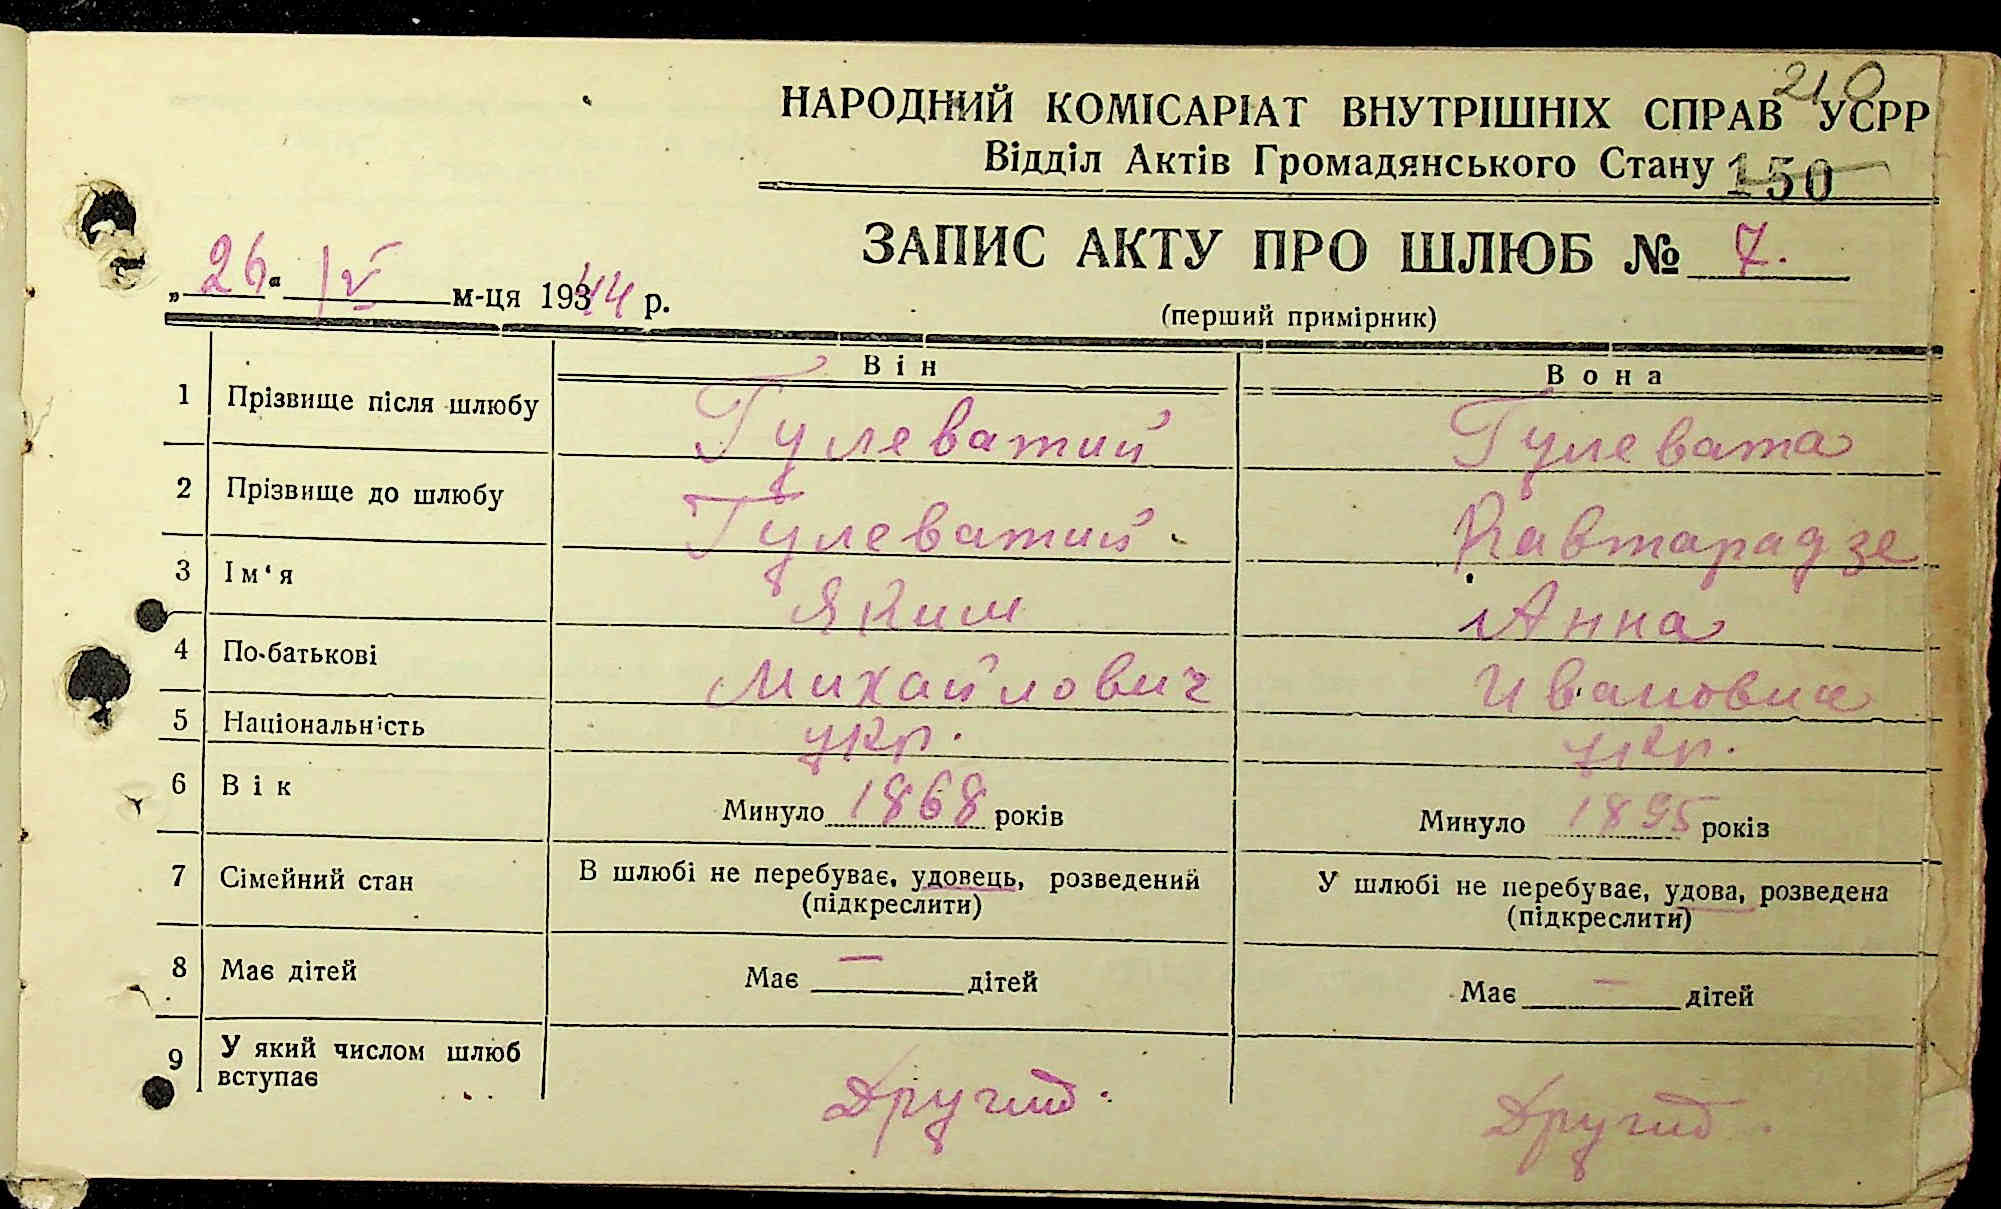 210
НАРОДНИЙ КОМІСАРІАТ ВНУТРІШНІХ СПРАВ УСРР
Відділ Актів Громадянського Стану 150
ЗАПИС АКТУ ПРО ШЛЮБ № 7.
„26“ IV м-ця 1944 р.
(перший примірник)
Він Вона
1 Прізвище після шлюбу Гулеватий Гулевата
2 Прізвище до шлюбу Гулеватий Кавтарадзе
3 Ім‘я Яким Анна
4 По-батькові Михайлович Ивановна
5 Національність укр. укр.
6 Вік Минуло 1868 років Минуло 1895 років
7 Сімейний стан В шлюбі не перебуває, удовець, розведений У шлюбі не перебуває, удова, розведена
(підкреслити) (підкреслити)
8 Має дітей Має — дітей Має — дітей
9 У який числом шлюб
вступає
Другий. Другий.